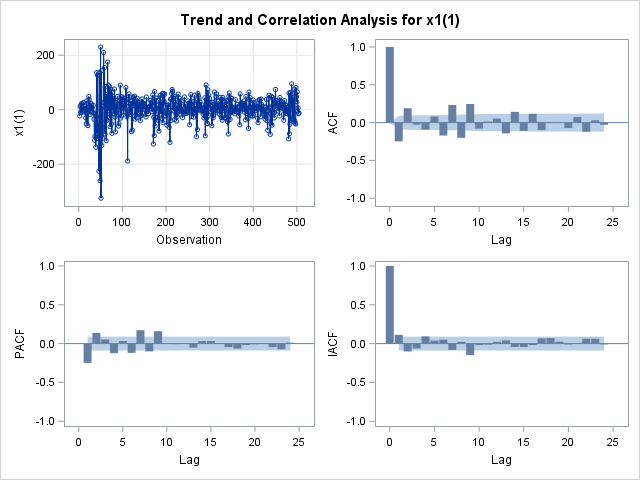 Trend and Correlation Analysis for x1(1)
200
0
-200
x1(1)
0 100 200 300 400 500
Observation
1.0
0.5
0.0
-0.5
-1.0
ACF
0 5 10 15 20 25
Lag
1.0
0.5
0.0
-0.5
-1.0
PACF
0 5 10 15 20 25
Lag
1.0
0.5
0.0
-0.5
-1.0
IACF
0 5 10 15 20 25
Lag